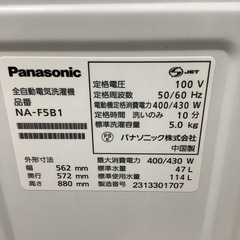 Panasonic
全自動電気洗濯機
品番
NA-F5B1
JET
定格電圧 100 V
定格周波数 50/60 Hz
電動機定格消費電力 400/430 W
定格時間 洗いのみ 10 分
標準洗濯容量 5.0 kg
パナソニック株式会社
中国製
外形寸法
幅 562 mm
奥行 572 mm
高さ 880 mm
最大消費電力 400/430 W
標準水量 47 L
標準使用水量 114 L
2313301707